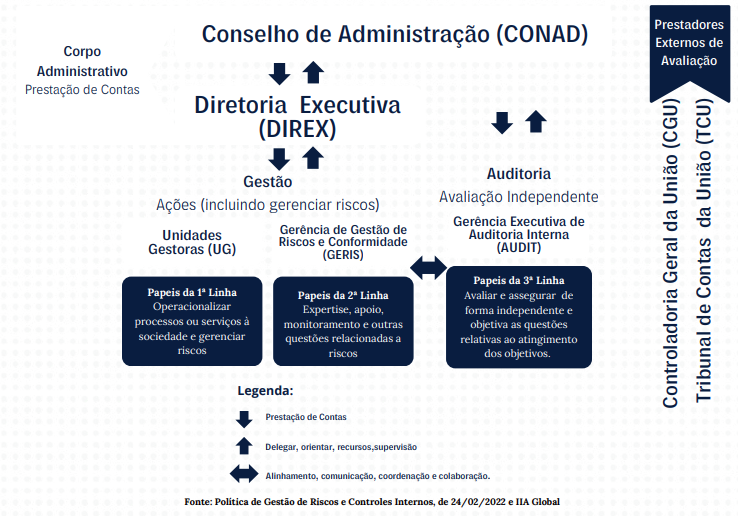 Conselho de Administração (CONAD)
Corpo
Administrativo
Prestação de Contas
Prestadores
Externos de
Avaliação
Diretoria Executiva
(DIREX)
Controladoria Geral da União (CGU)
Tribunal de Contas da União (TCU)
Gestão
Ações (incluindo gerenciar riscos)
Auditoria
Avaliação Independente
Unidades
Gestoras (UG)
Gerência de Gestão de
Riscos e Conformidade
(GERIS)
Gerência Executiva de
Auditoria Interna
(AUDIT)
Papeis da 1ª Linha
Operacionalizar
processos ou serviços à
sociedade e gerenciar
riscos
Papeis da 2ª Linha
Expertise, apoio,
monitoramento e outras
questões relacionadas a
riscos
Papeis da 3ª Linha
Avaliar e assegurar de
forma independente e
objetiva as questões
relativas ao atingimento
dos objetivos.
Legenda:
Prestação de Contas
Delegar, orientar, recursos,supervisão
Alinhamento, comunicação, coordenação e colaboração.
Fonte: Política de Gestão de Riscos e Controles Internos, de 24/02/2022 e IIA Global